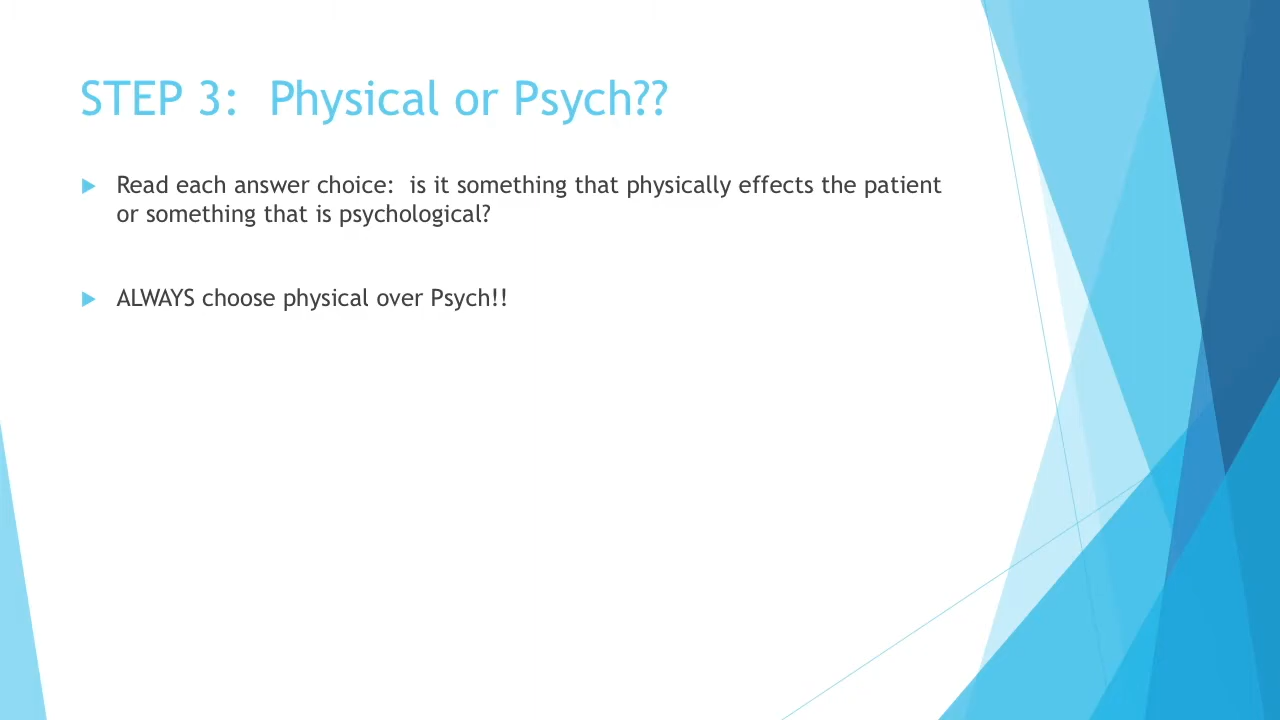 STEP 3:  Physical or Psych??
Read each answer choice:  is it something that physically effects the patient
or something that is psychological?
ALWAYS choose physical over Psych!!